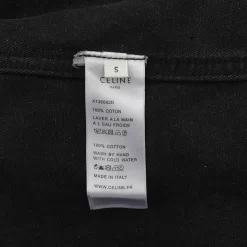 S
CELINE
PARIS
100% COTON
LAVER A LA MAIN
A L'EAU FROIDE
100% COTTON
WASH BY HAND
WITH COLD WATER
MADE IN ITALY
WWW.CELINE.FR